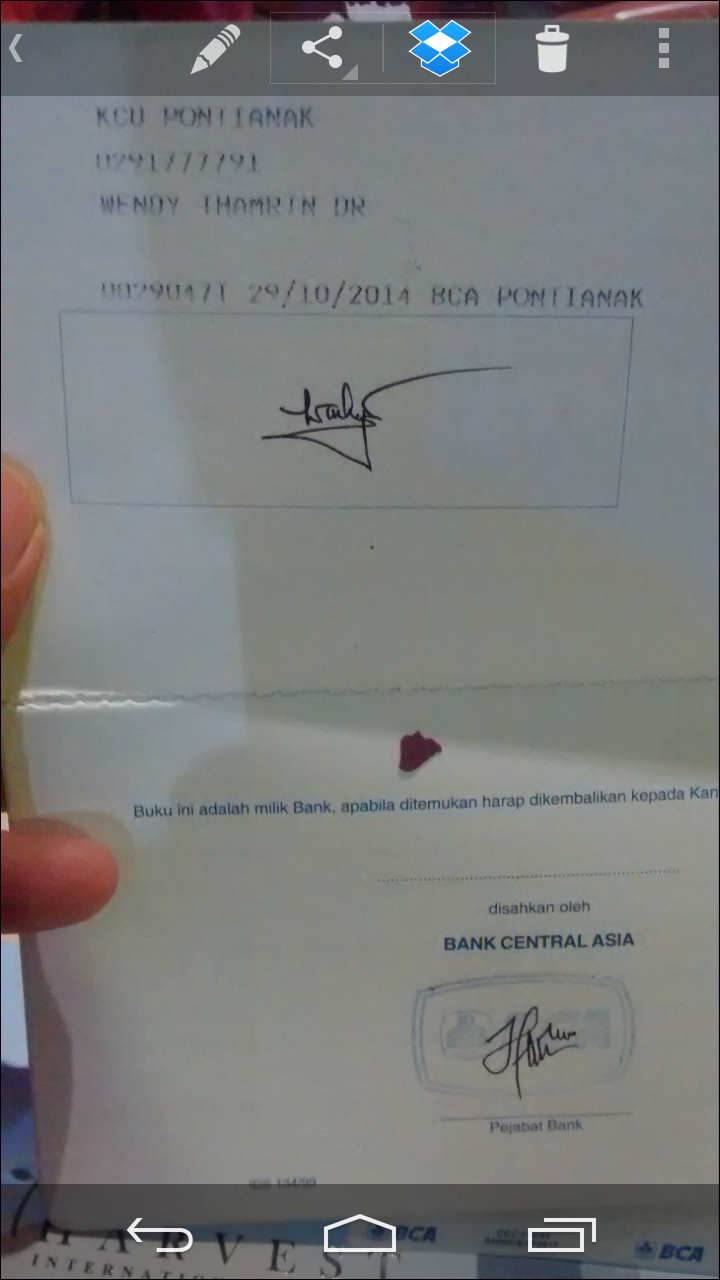 KCU PONTIANAK
0291777791
WENDY THAMRIN DR
0029047T 29/10/2014 BCA PONTIANAK
Buku ini adalah milik Bank, apabila ditemukan harap dikembalikan kepada Kan
disahkan oleh
BANK CENTRAL ASIA
Pejabat Bank
BCA
BCA
HARVEST
INTERNATIO